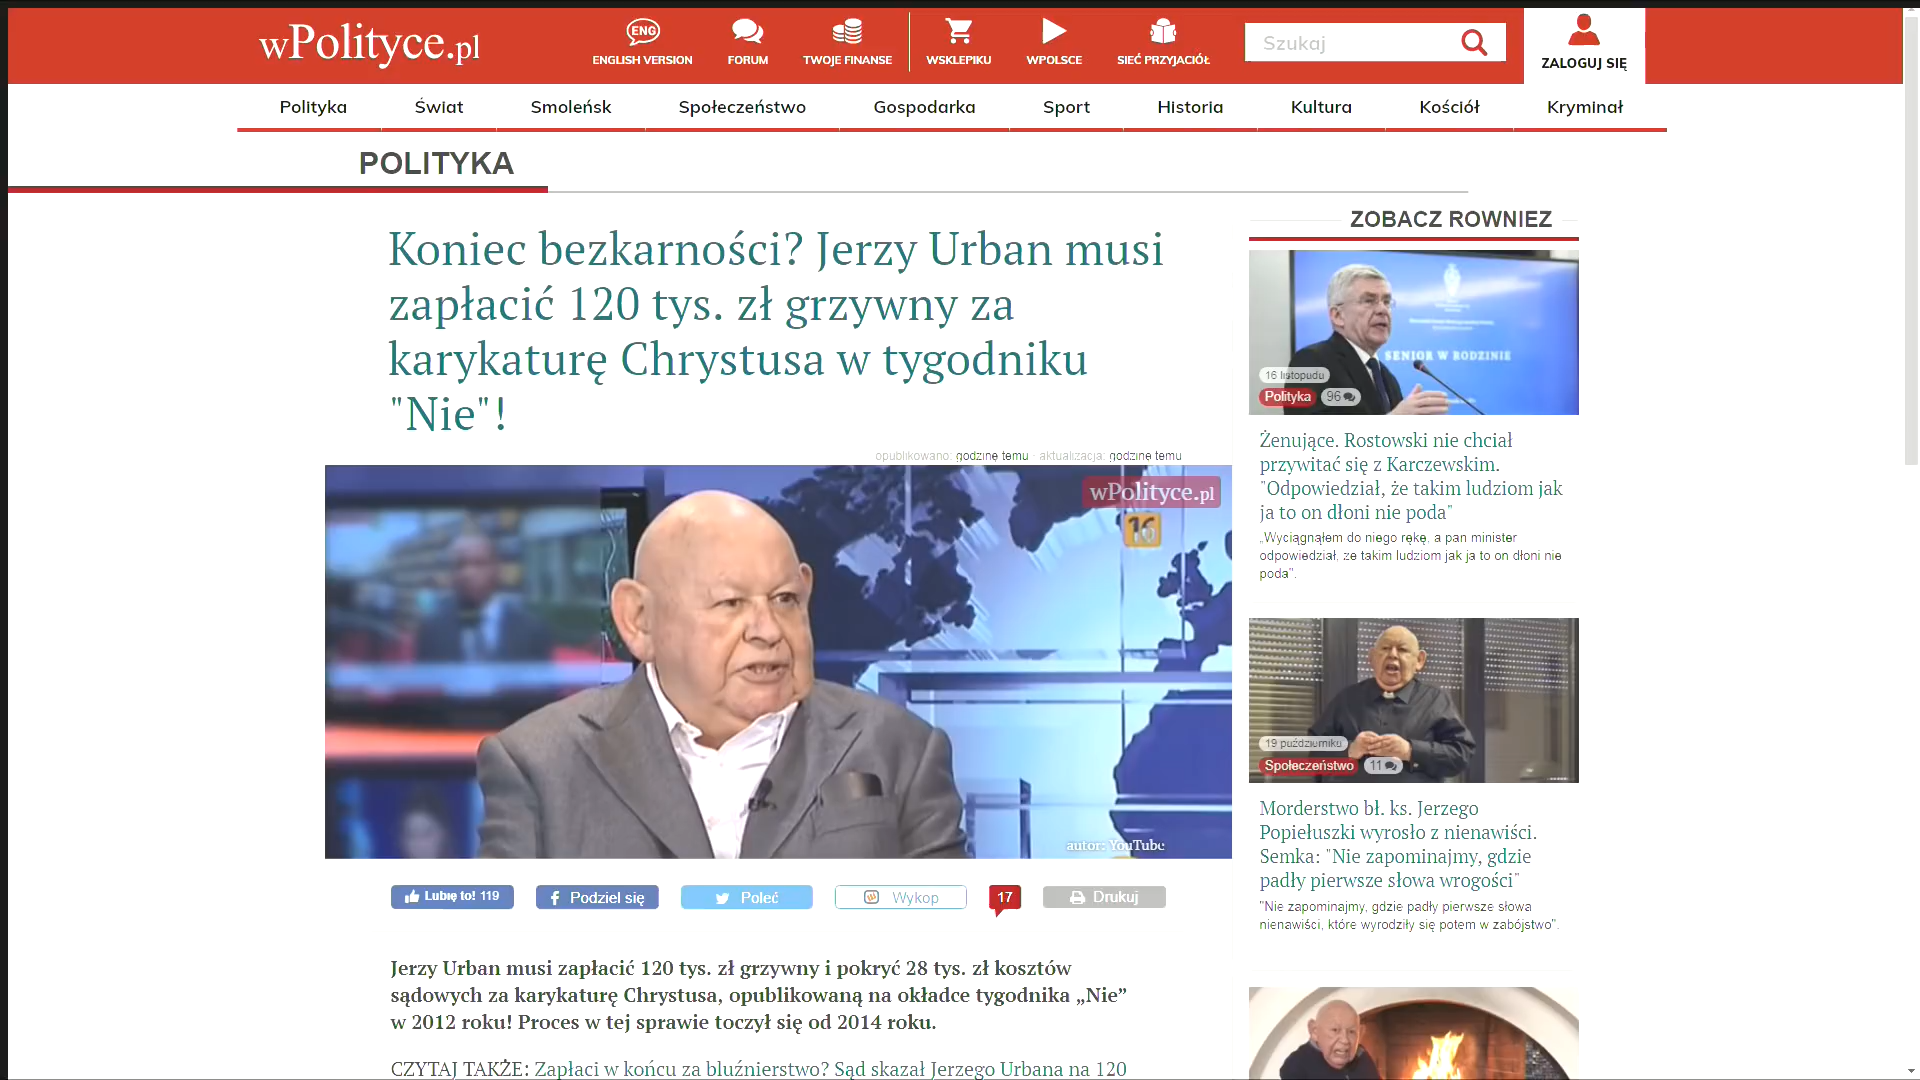 wPolityce.pl
ENG
ENGLISH VERSION
FORUM
TWOJE FINANSE
WSKLEPIKU
WPOLSCE
SIEĆ PRZYJACIÓŁ
Szukaj
ZALOGUJ SIĘ
Polityka Świat Smoleńsk Społeczeństwo Gospodarka Sport Historia Kultura Kościół Kryminał
POLITYKA
Koniec bezkarności? Jerzy Urban musi
zapłacić 120 tys. zł grzywny za
karykaturę Chrystusa w tygodniku
"Nie"!
opublikowano: godzinę temu · aktualizacja: godzinę temu
wPolityce.pl
16
autor: YouTube
Lubię to! 119
Podziel się
Poleć
Wykop
17
Drukuj
Jerzy Urban musi zapłacić 120 tys. zł grzywny i pokryć 28 tys. zł kosztów
sądowych za karykaturę Chrystusa, opublikowaną na okładce tygodnika „Nie”
w 2012 roku! Proces w tej sprawie toczył się od 2014 roku.
CZYTAJ TAKŻE: Zapłaci w końcu za bluźnierstwo? Sąd skazał Jerzego Urbana na 120
ZOBACZ ROWNIEZ
SENIOR W RODZINIE
16 listopadu
Polityka 96
Żenujące. Rostowski nie chciał
przywitać się z Karczewskim.
"Odpowiedział, że takim ludziom jak
ja to on dłoni nie poda"
„Wyciągnąłem do niego rękę, a pan minister
odpowiedział, ze takim ludziom jak ja to on dłoni nie
poda”.
19 puździerniku
Społeczeństwo 11
Morderstwo bł. ks. Jerzego
Popiełuszki wyrosło z nienawiści.
Semka: "Nie zapominajmy, gdzie
padły pierwsze słowa wrogości"
"Nie zapominajmy, gdzie padły pierwsze słowa
nienawiści, które wyrodziły się potem w zabójstwo".